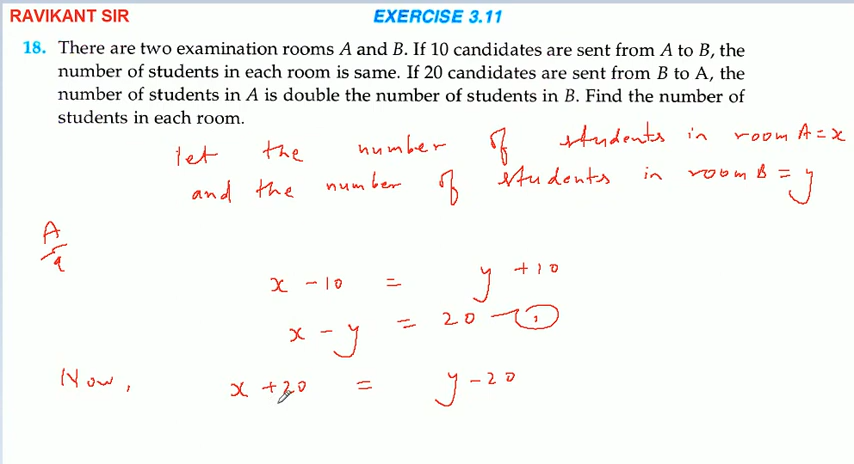 RAVIKANT SIR EXERCISE 3.11
18. There are two examination rooms A and B. If 10 candidates are sent from A to B, the
number of students in each room is same. If 20 candidates are sent from B to A, the
number of students in A is double the number of students in B. Find the number of
students in each room.
let the number of students in room A = x
and the number of students in room B = y
A/q
x - 10 = y + 10
x - y = 20 - 1
Now, x + 20 = y - 20